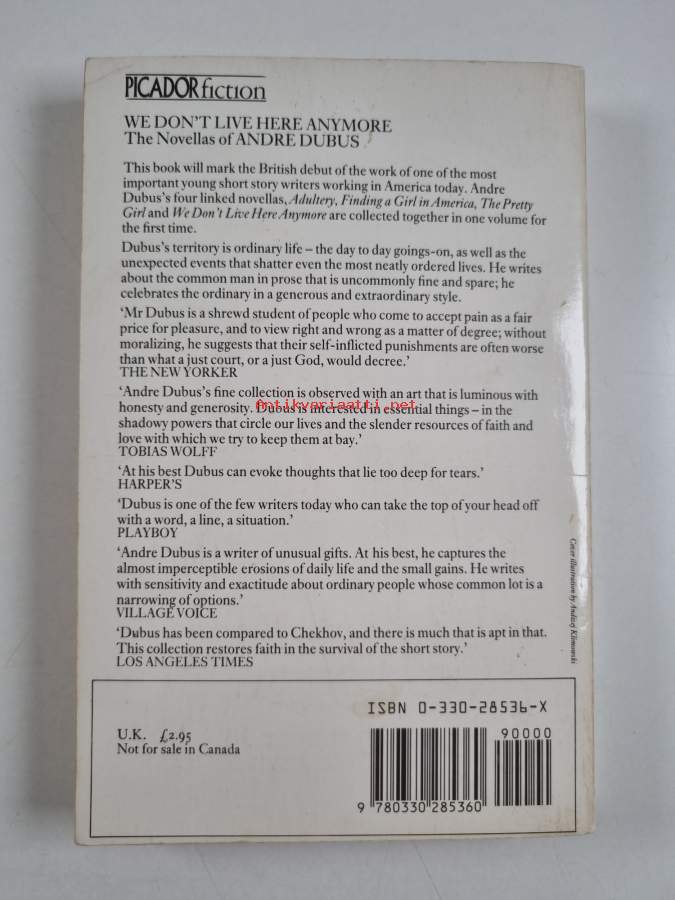 PICADOR fiction
WE DON'T LIVE HERE ANYMORE
The Novellas of ANDRE DUBUS
This book will mark the British debut of the work of one of the most
important young short story writers working in America today. Andre
Dubus's four linked novellas, Adultery, Finding a Girl in America, The Pretty
Girl and We Don't Live Here Anymore are collected together in one volume for
the first time.
Dubus's territory is ordinary life – the day to day goings-on, as well as the
unexpected events that shatter even the most neatly ordered lives. He writes
about the common man in prose that is uncommonly fine and spare; he
celebrates the ordinary in a generous and extraordinary style.
'Mr Dubus is a shrewd student of people who come to accept pain as a fair
price for pleasure, and to view right and wrong as a matter of degree; without
moralizing, he suggests that their self-inflicted punishments are often worse
than what a just court, or a just God, would decree.'
THE NEW YORKER
'Andre Dubus's fine collection is observed with an art that is luminous with
honesty and generosity. Dubus is interested in essential things – in the
antikvariaatti.net
shadowy powers that circle our lives and the slender resources of faith and
love with which we try to keep them at bay.'
TOBIAS WOLFF
'At his best Dubus can evoke thoughts that lie too deep for tears.'
HARPER'S
'Dubus is one of the few writers today who can take the top of your head off
with a word, a line, a situation.'
PLAYBOY
'Andre Dubus is a writer of unusual gifts. At his best, he captures the
almost imperceptible erosions of daily life and the small gains. He writes
with sensitivity and exactitude about ordinary people whose common lot is a
narrowing of options.'
VILLAGE VOICE
'Dubus has been compared to Chekhov, and there is much that is apt in that.
This collection restores faith in the survival of the short story.'
LOS ANGELES TIMES
Cover illustration by Andrzej Klimowski
ISBN 0-330-28536-X
U.K. £2.95
Not for sale in Canada
90000
9 780330 285360